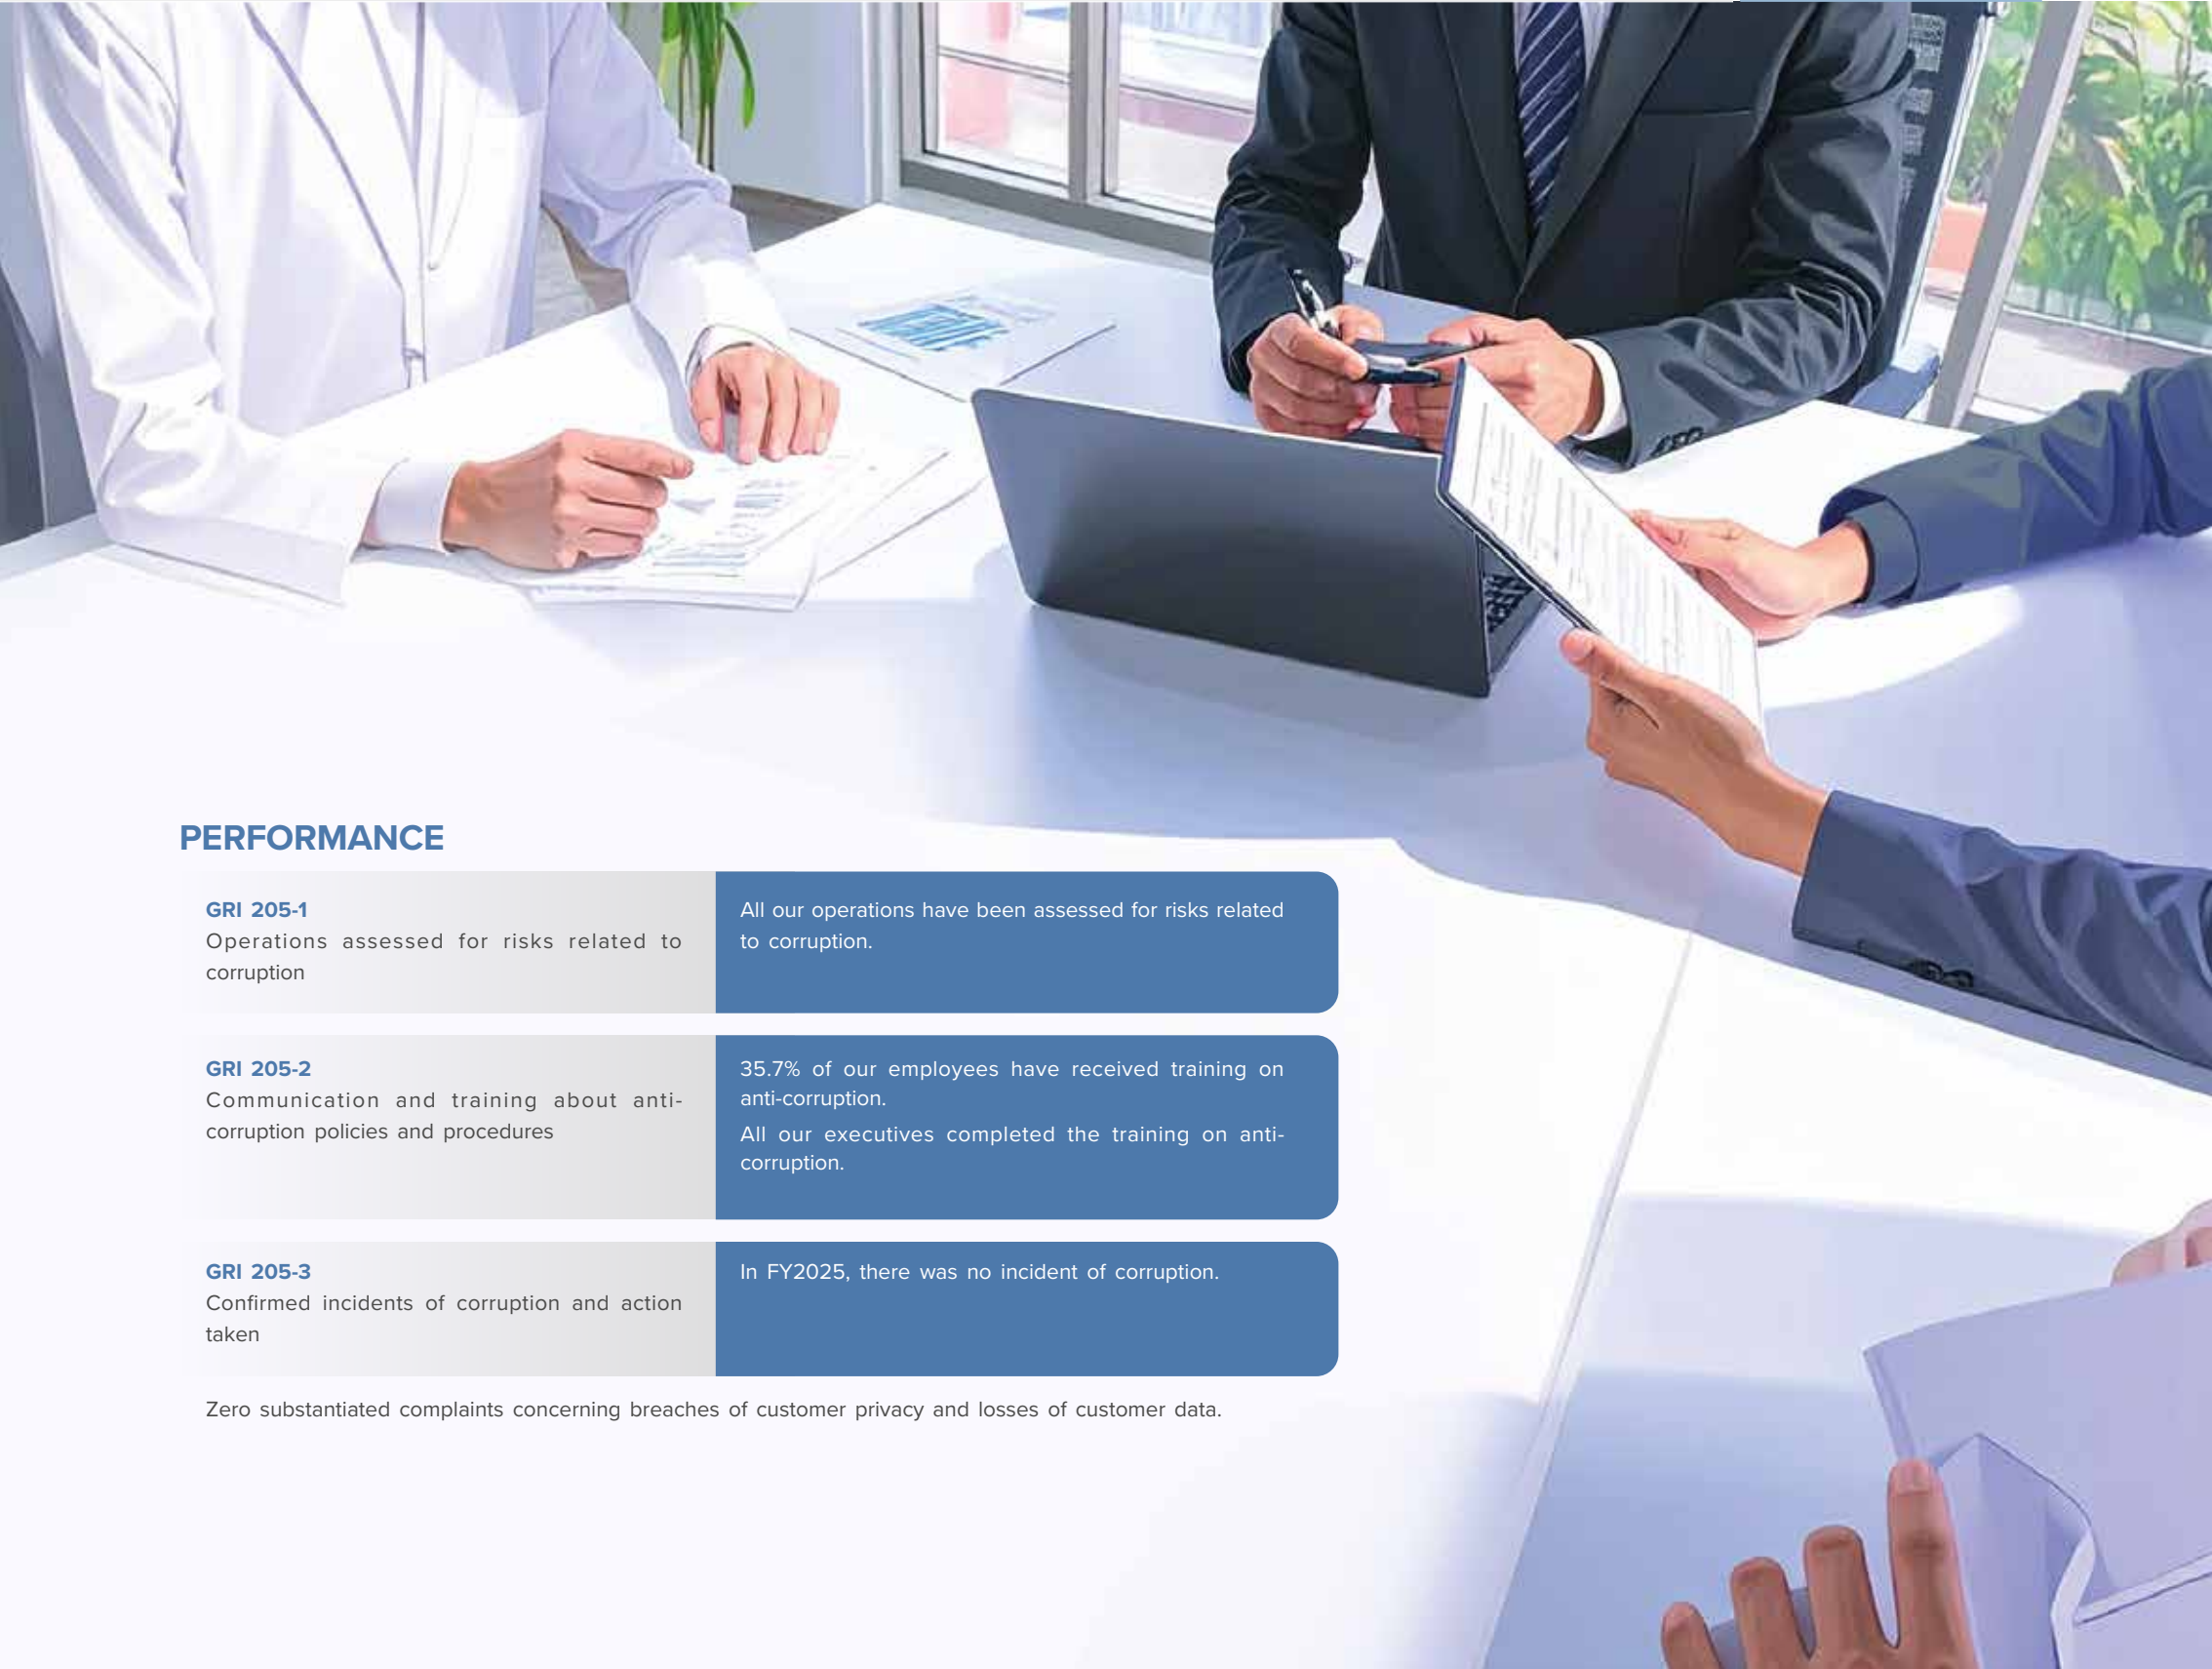 PERFORMANCE
GRI 205-1
Operations assessed for risks related to
corruption
All our operations have been assessed for risks related
to corruption.
GRI 205-2
Communication and training about anti-
corruption policies and procedures
35.7% of our employees have received training on
anti-corruption.
All our executives completed the training on anti-
corruption.
GRI 205-3
Confirmed incidents of corruption and action
taken
In FY2025, there was no incident of corruption.
Zero substantiated complaints concerning breaches of customer privacy and losses of customer data.